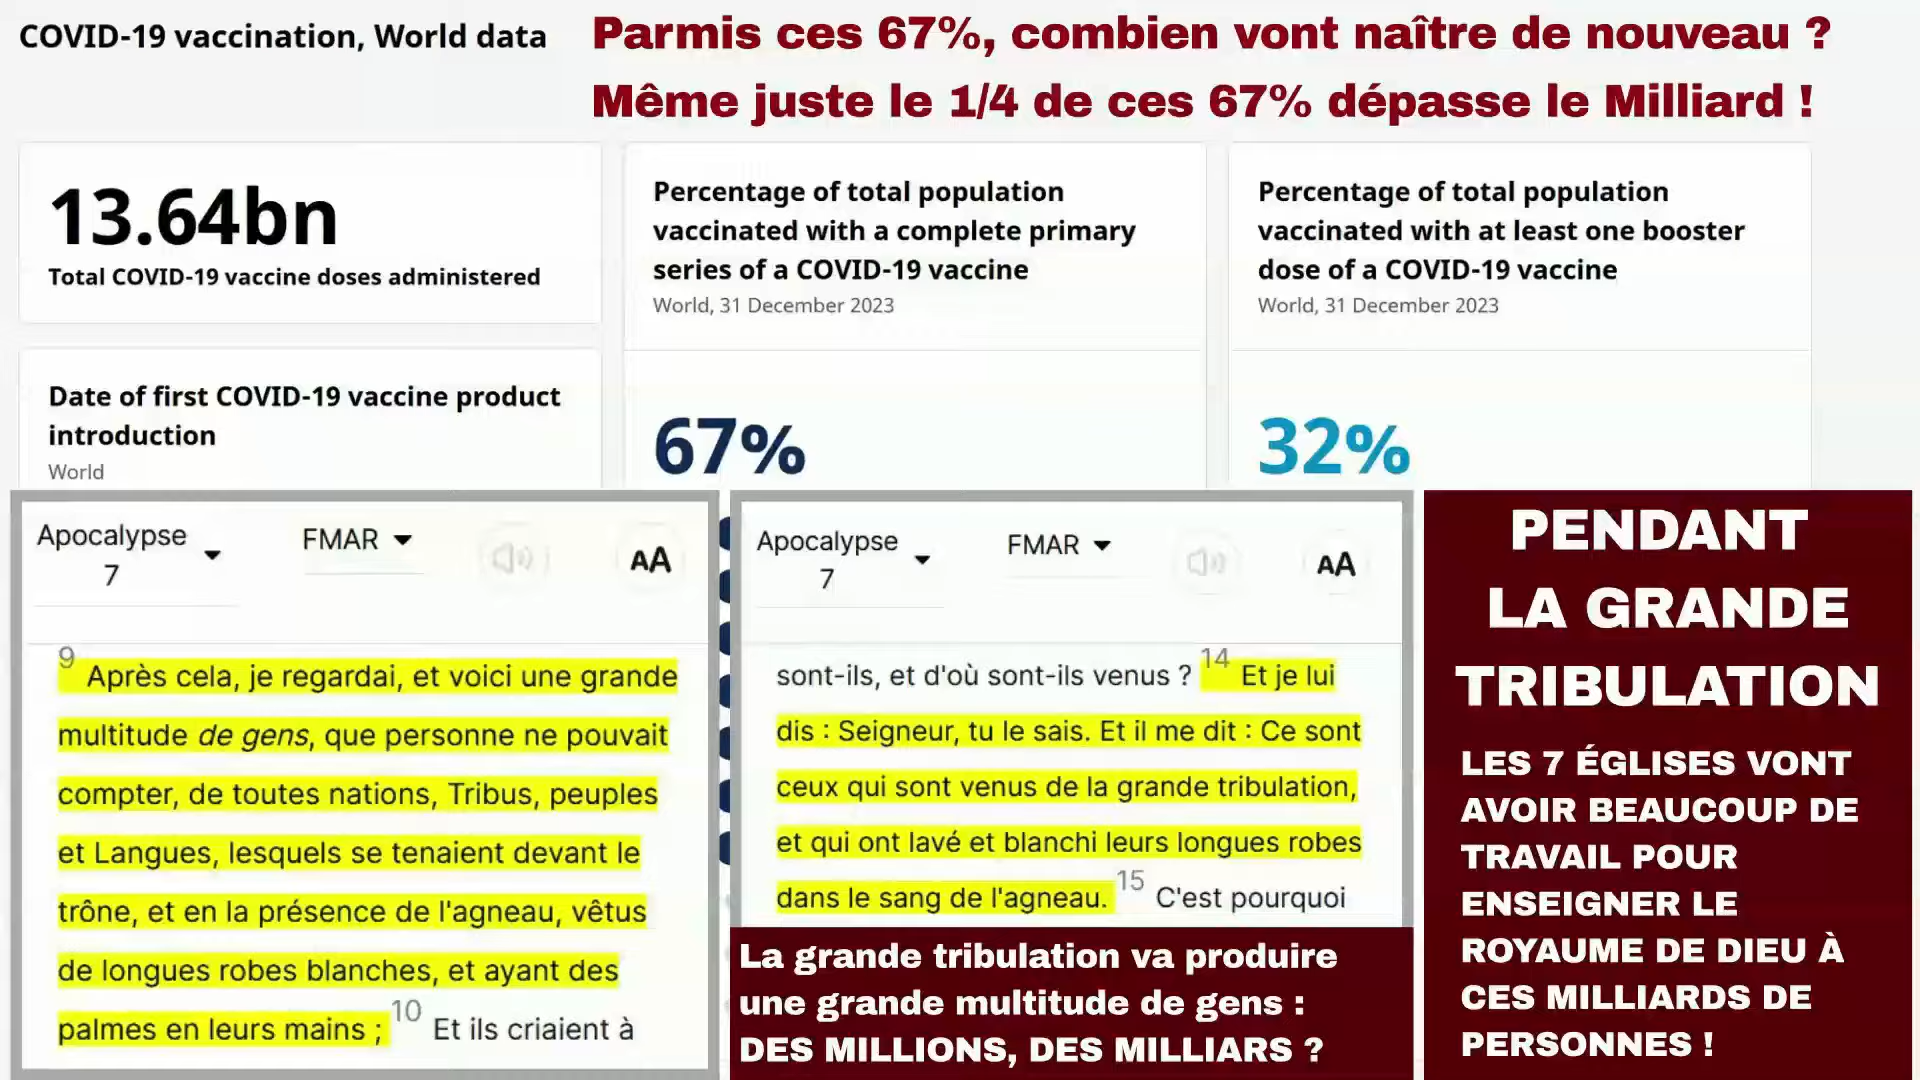 COVID-19 vaccination, World data
Parmis ces 67%, combien vont naître de nouveau ?
Même juste le 1/4 de ces 67% dépasse le Milliard !
13.64bn
Total COVID-19 vaccine doses administered
Date of first COVID-19 vaccine product
introduction
World
Percentage of total population
vaccinated with a complete primary
series of a COVID-19 vaccine
World, 31 December 2023
67%
Percentage of total population
vaccinated with at least one booster
dose of a COVID-19 vaccine
World, 31 December 2023
32%
Apocalypse
7
FMAR
AA
9 Après cela, je regardai, et voici une grande
multitude de gens, que personne ne pouvait
compter, de toutes nations, Tribus, peuples
et Langues, lesquels se tenaient devant le
trône, et en la présence de l'agneau, vêtus
de longues robes blanches, et ayant des
palmes en leurs mains ; 10 Et ils criaient à
Apocalypse
7
FMAR
AA
sont-ils, et d'où sont-ils venus ? 14 Et je lui
dis : Seigneur, tu le sais. Et il me dit : Ce sont
ceux qui sont venus de la grande tribulation,
et qui ont lavé et blanchi leurs longues robes
dans le sang de l'agneau. 15 C'est pourquoi
La grande tribulation va produire
une grande multitude de gens :
DES MILLIONS, DES MILLIARS ?
PENDANT
LA GRANDE
TRIBULATION
LES 7 ÉGLISES VONT
AVOIR BEAUCOUP DE
TRAVAIL POUR
ENSEIGNER LE
ROYAUME DE DIEU À
CES MILLIARDS DE
PERSONNES !